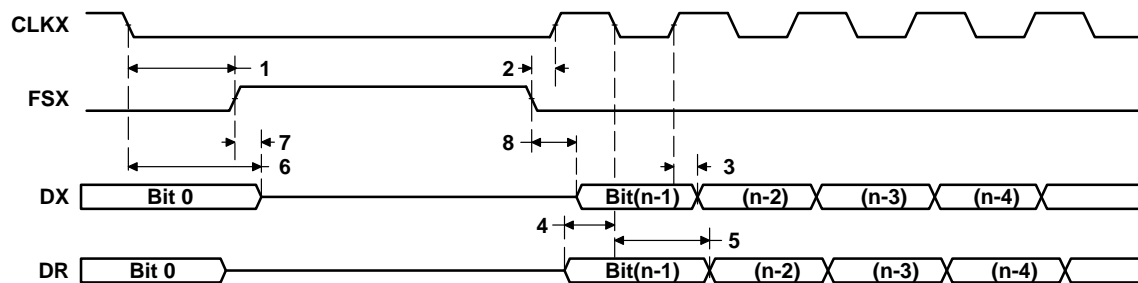 CLKX
1 2
FSX
7 8
6 3
DX Bit 0 Bit(n-1) (n-2) (n-3) (n-4)
4 5
DR Bit 0 Bit(n-1) (n-2) (n-3) (n-4)